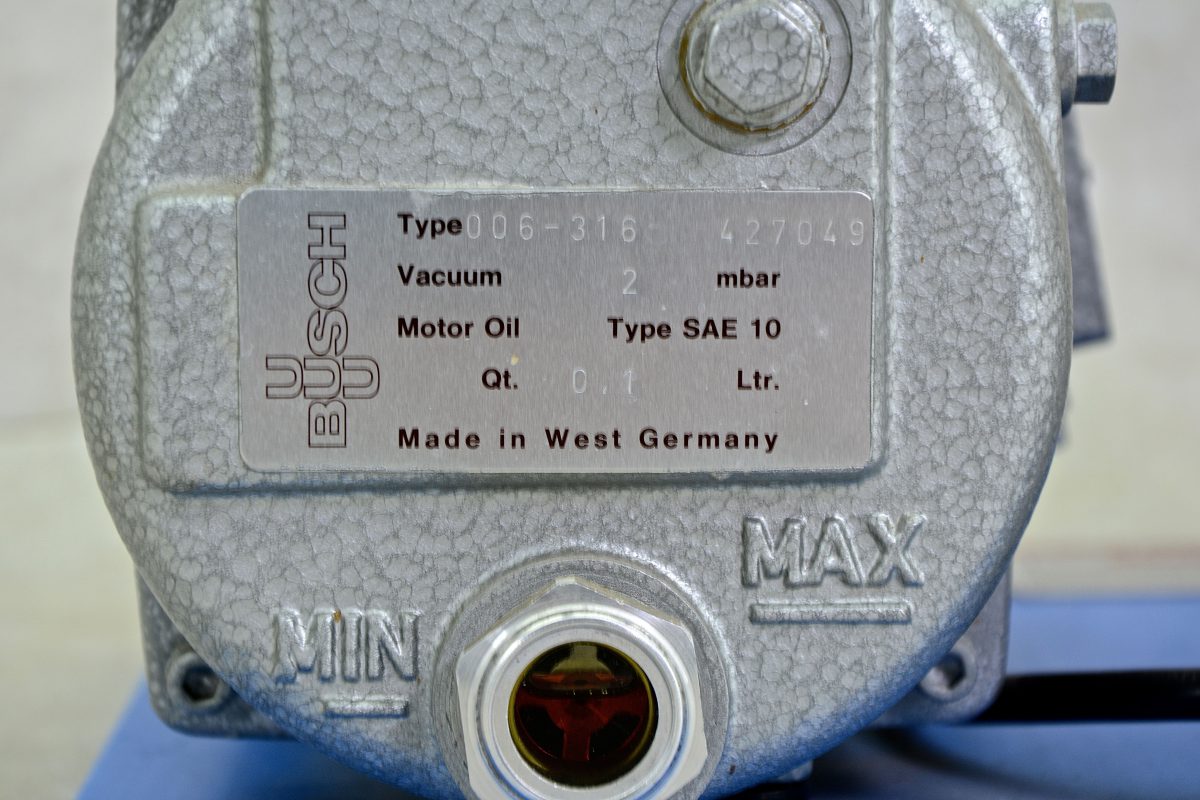 BUSCH
UU
Type 006-316 427049
Vacuum 2 mbar
Motor Oil Type SAE 10
Qt. 0,1 Ltr.
Made in West Germany
MAX
MIN